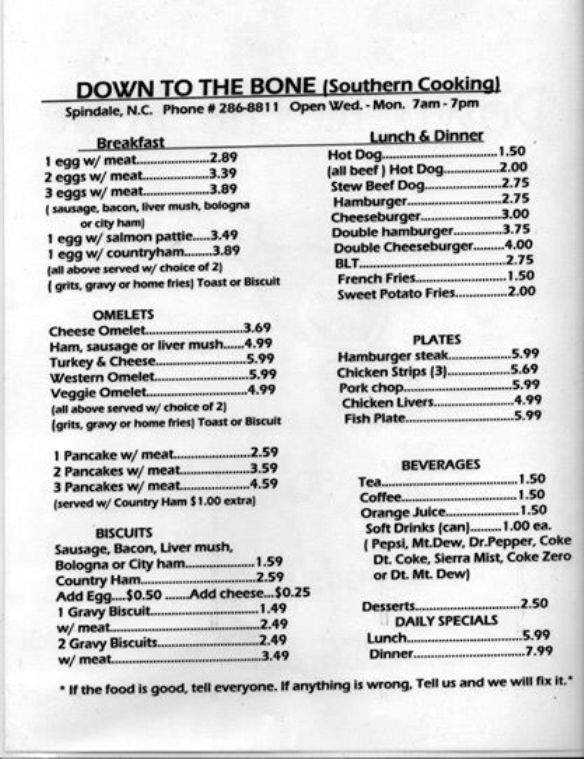 DOWN TO THE BONE (Southern Cooking)
Spindale, N.C. Phone # 286-8811 Open Wed. - Mon. 7am - 7pm
Breakfast
1 egg w/ meat....................2.89
2 eggs w/ meat...................3.39
3 eggs w/ meat...................3.89
( sausage, bacon, liver mush, bologna
or city ham)
1 egg w/ salmon pattie.....3.49
1 egg w/ countryham.........3.89
(all above served w/ choice of 2)
( grits, gravy or home fries) Toast or Biscuit
OMELETS
Cheese Omelet...........................3.69
Ham, sausage or liver mush......4.99
Turkey & Cheese.........................5.99
Western Omelet..........................5.99
Veggie Omelet............................4.99
(all above served w/ choice of 2)
(grits, gravy or home fries) Toast or Biscuit
1 Pancake w/ meat.....................2.59
2 Pancakes w/ meat...................3.59
3 Pancakes w/ meat...................4.59
(served w/ Country Ham $1.00 extra)
BISCUITS
Sausage, Bacon, Liver mush,
Bologna or City ham...................1.59
Country Ham...............................2.59
Add Egg....$0.50 .......Add cheese...$0.25
1 Gravy Biscuit..............................1.49
w/ meat.........................................2.49
2 Gravy Biscuits............................2.49
w/ meat.........................................3.49
Lunch & Dinner
Hot Dog................................1.50
(all beef ) Hot Dog...............2.00
Stew Beef Dog.....................2.75
Hamburger..........................2.75
Cheeseburger......................3.00
Double hamburger.............3.75
Double Cheeseburger........4.00
BLT........................................2.75
French Fries.........................1.50
Sweet Potato Fries..............2.00
PLATES
Hamburger steak.................5.99
Chicken Strips (3).................5.69
Pork chop..............................5.99
Chicken Livers......................4.99
Fish Plate..............................5.99
BEVERAGES
Tea......................................1.50
Coffee................................1.50
Orange Juice....................1.50
Soft Drinks (can).........1.00 ea.
( Pepsi, Mt.Dew, Dr.Pepper, Coke
Dt. Coke, Sierra Mist, Coke Zero
or Dt. Mt. Dew)
Desserts.............................2.50
DAILY SPECIALS
Lunch................................5.99
Dinner...............................7.99
* If the food is good, tell everyone. If anything is wrong, Tell us and we will fix it.*